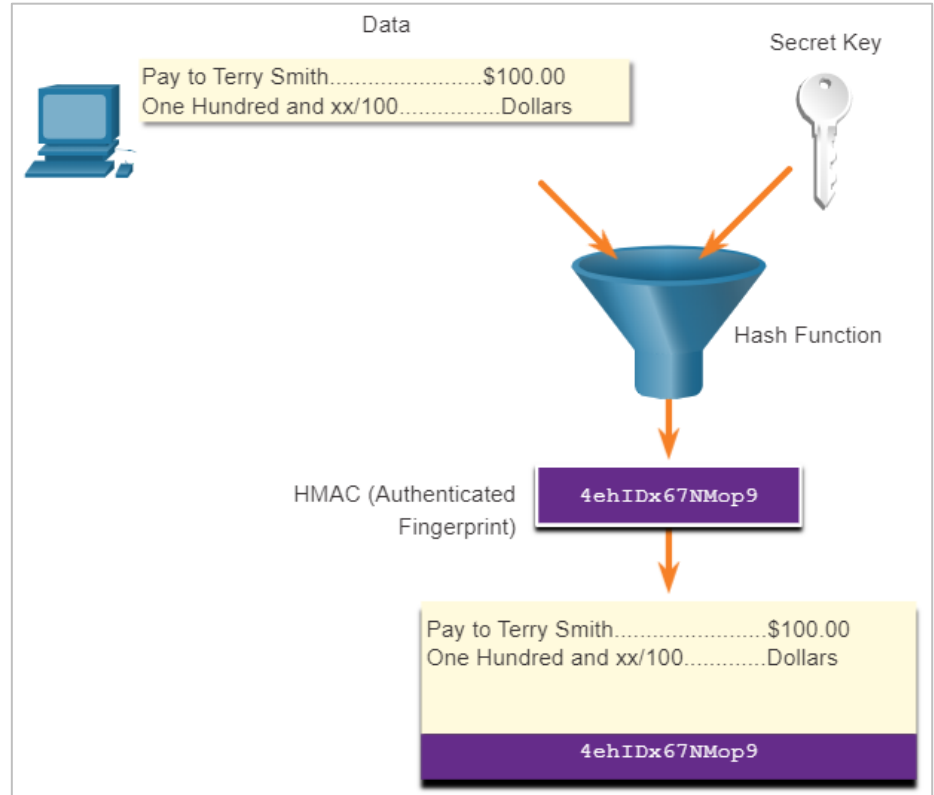 Data
Secret Key
Pay to Terry Smith........................$100.00
One Hundred and xx/100................Dollars
Hash Function
HMAC (Authenticated
Fingerprint)
4ehIDx67NMop9
Pay to Terry Smith........................$100.00
One Hundred and xx/100.............Dollars
4ehIDx67NMop9